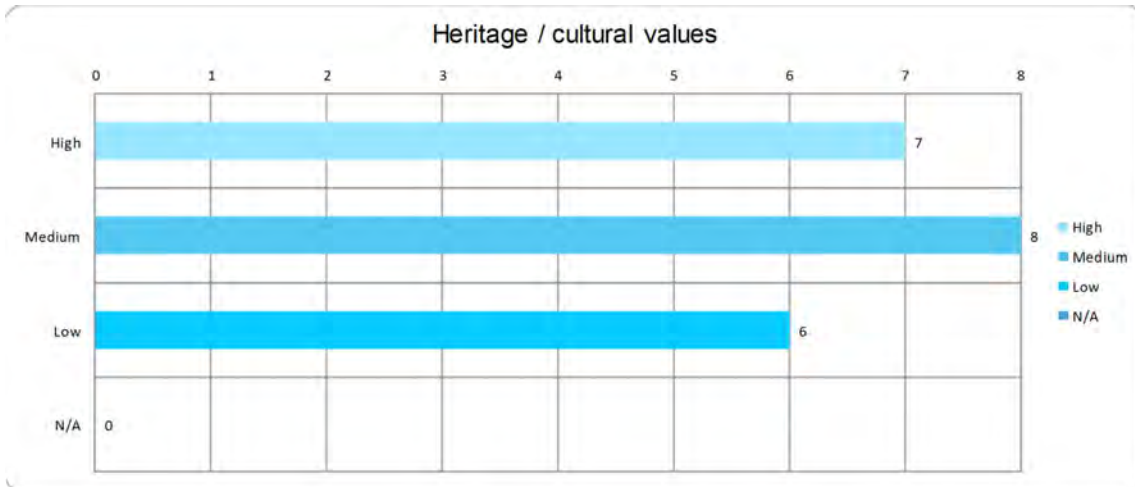 Heritage / cultural values
0 1 2 3 4 5 6 7 8
High 7
Medium 8
Low 6
N/A 0
High
Medium
Low
N/A